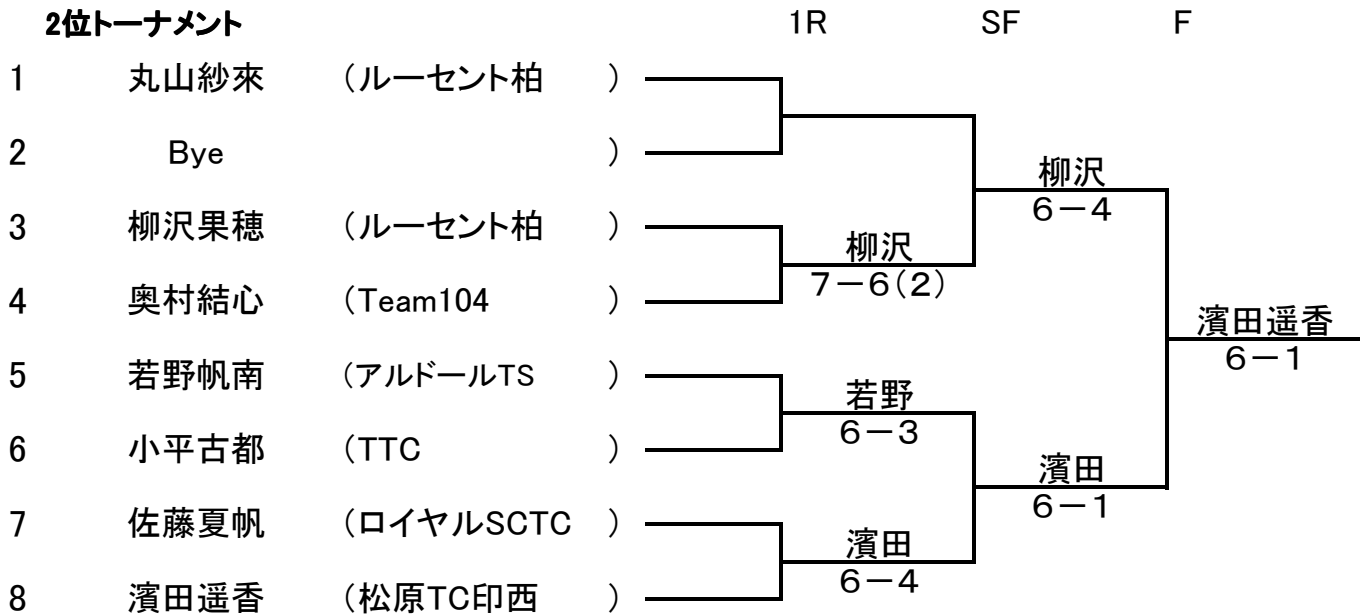 2位トーナメント 1R SF F
1 丸山紗來 (ルーセント柏 )
2 Bye )
柳沢
6-4
3 柳沢果穂 (ルーセント柏 )
柳沢
7-6(2)
4 奥村結心 (Team104 )
濱田遥香
6-1
5 若野帆南 (アルドールTS )
若野
6-3
6 小平古都 (TTC )
濱田
6-1
7 佐藤夏帆 (ロイヤルSCTC )
濱田
6-4
8 濱田遥香 (松原TC印西 )